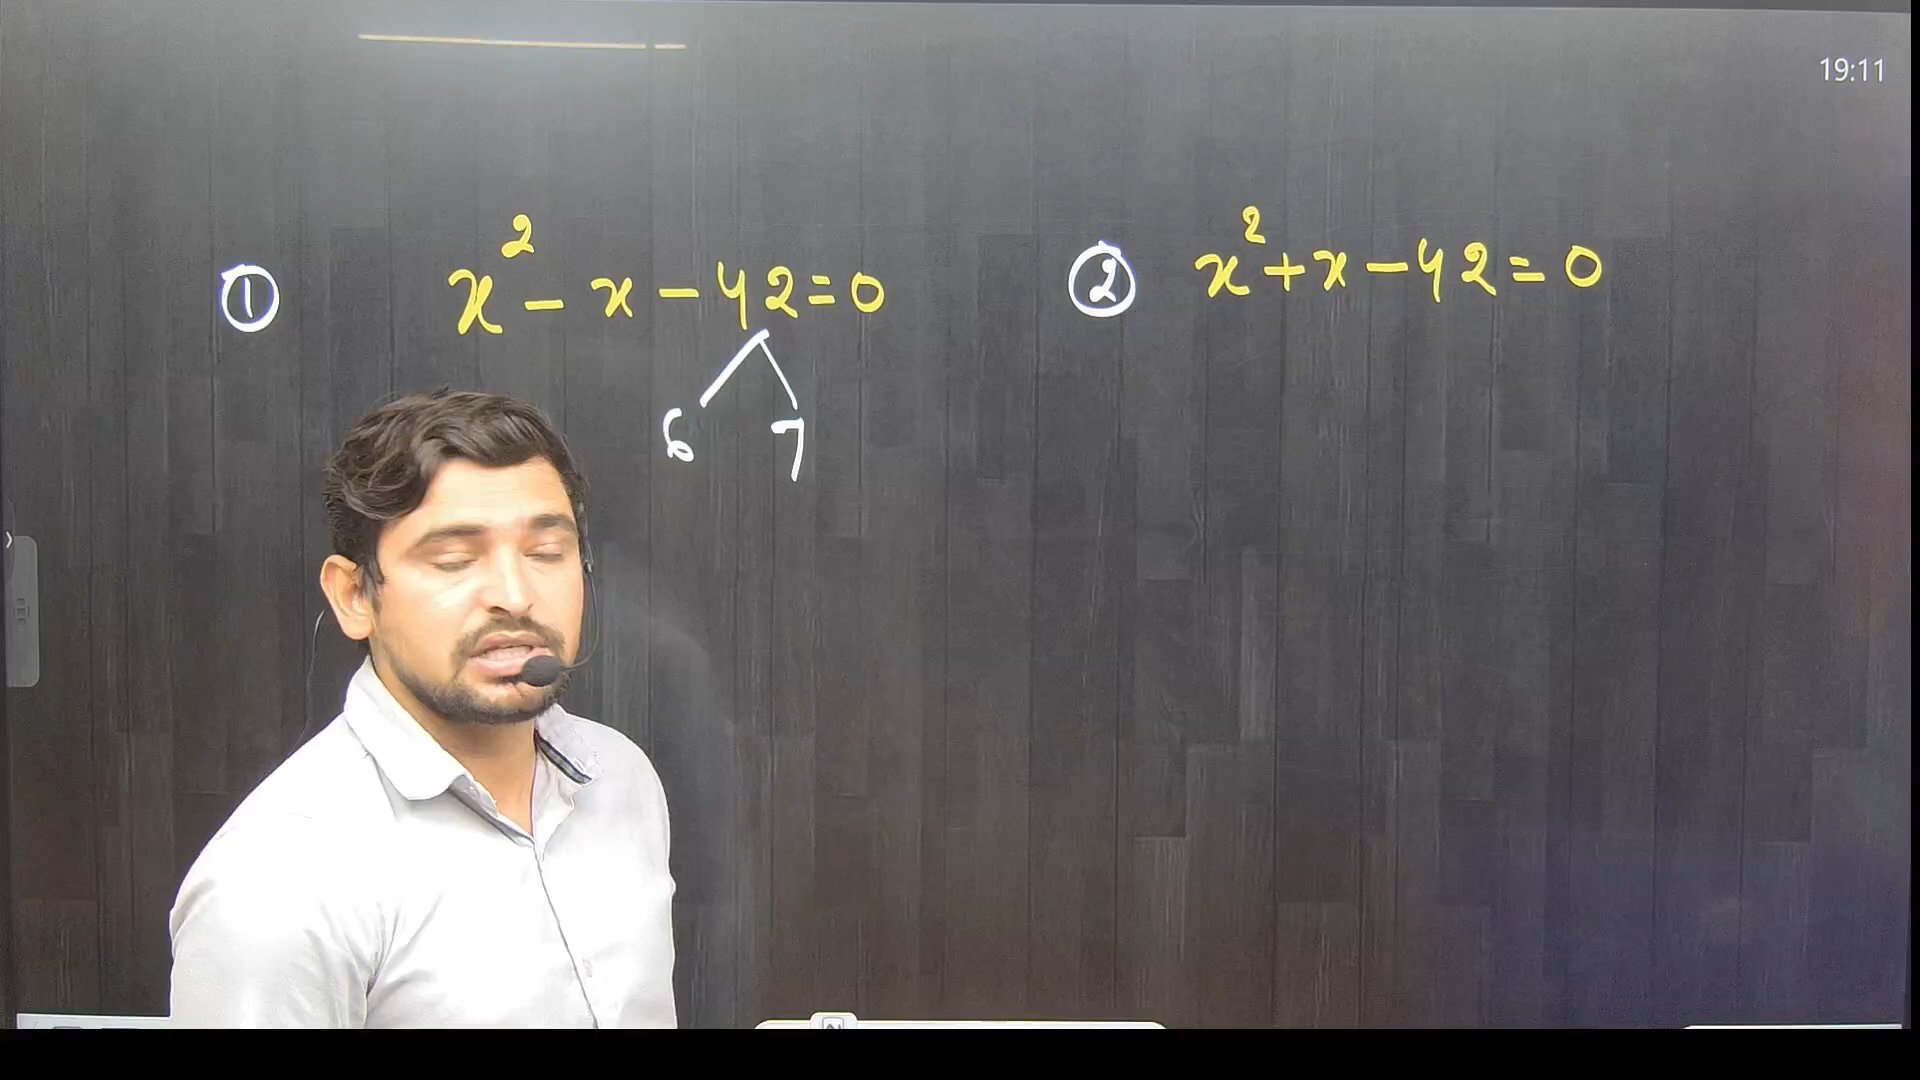 19:11
① x² - x - 42 = 0
6 7
② x² + x - 42 = 0